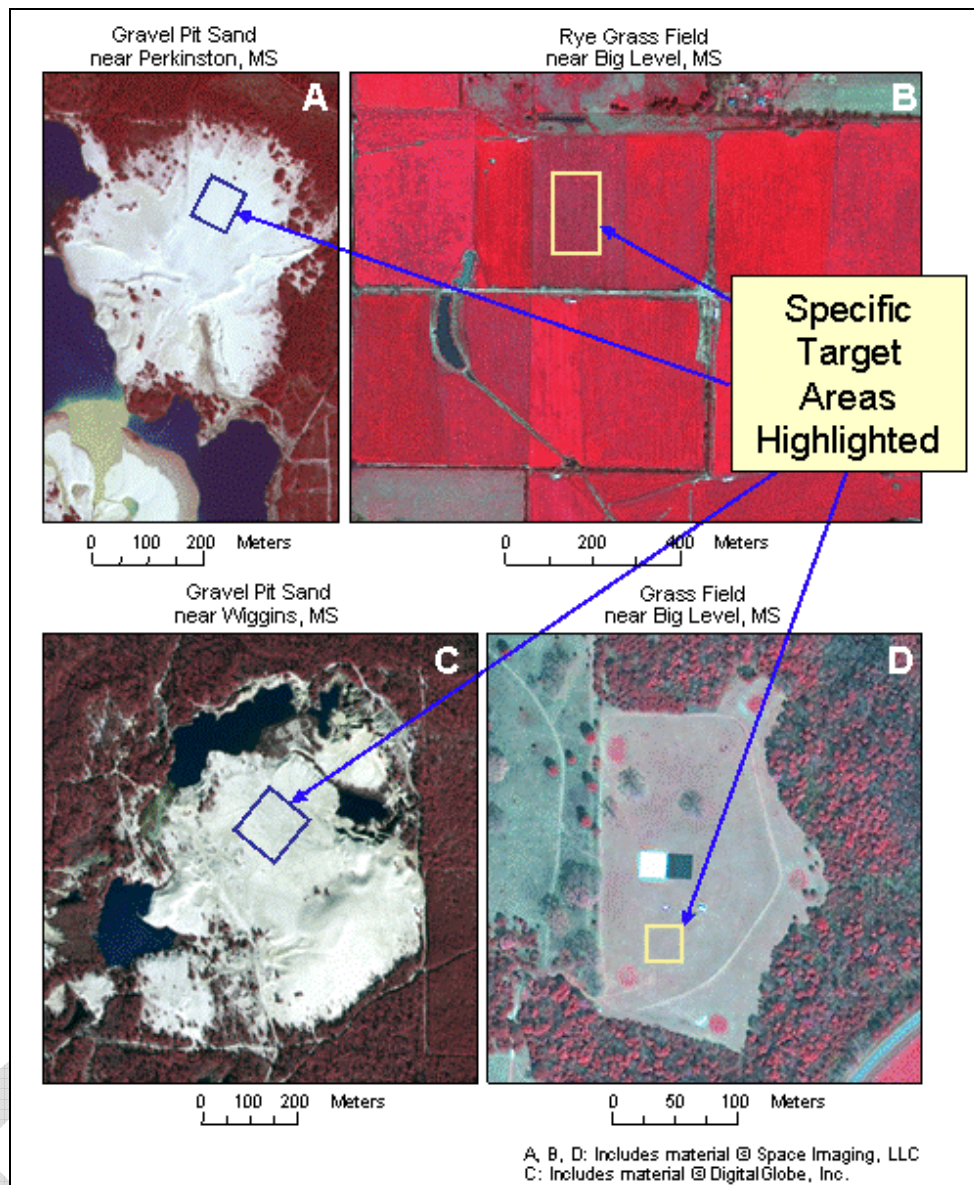 Gravel Pit Sand
near Perkinston, MS
Rye Grass Field
near Big Level, MS
A
B
Specific
Target
Areas
Highlighted
0 100 200 Meters
0 200 400 Meters
Gravel Pit Sand
near Wiggins, MS
Grass Field
near Big Level, MS
C
D
0 100 200 Meters
0 50 100 Meters
A, B, D: Includes material © Space Imaging, LLC
C: Includes material © DigitalGlobe, Inc.